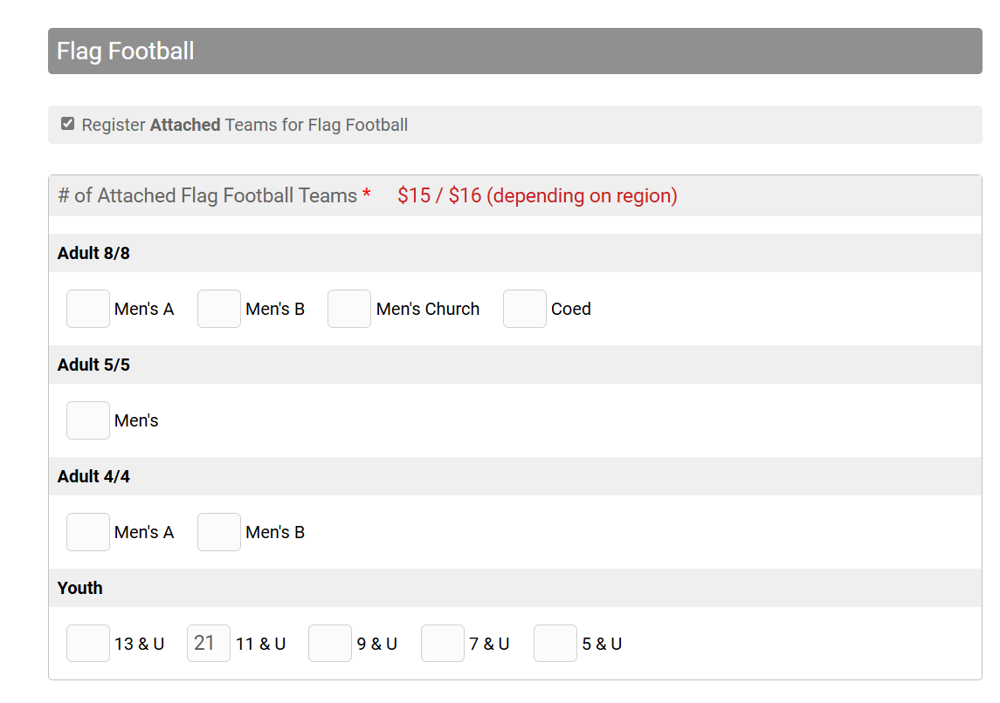 Flag Football
Register Attached Teams for Flag Football
# of Attached Flag Football Teams * $15 / $16 (depending on region)
Adult 8/8
Men's A Men's B Men's Church Coed
Adult 5/5
Men's
Adult 4/4
Men's A Men's B
Youth
13 & U 21 11 & U 9 & U 7 & U 5 & U